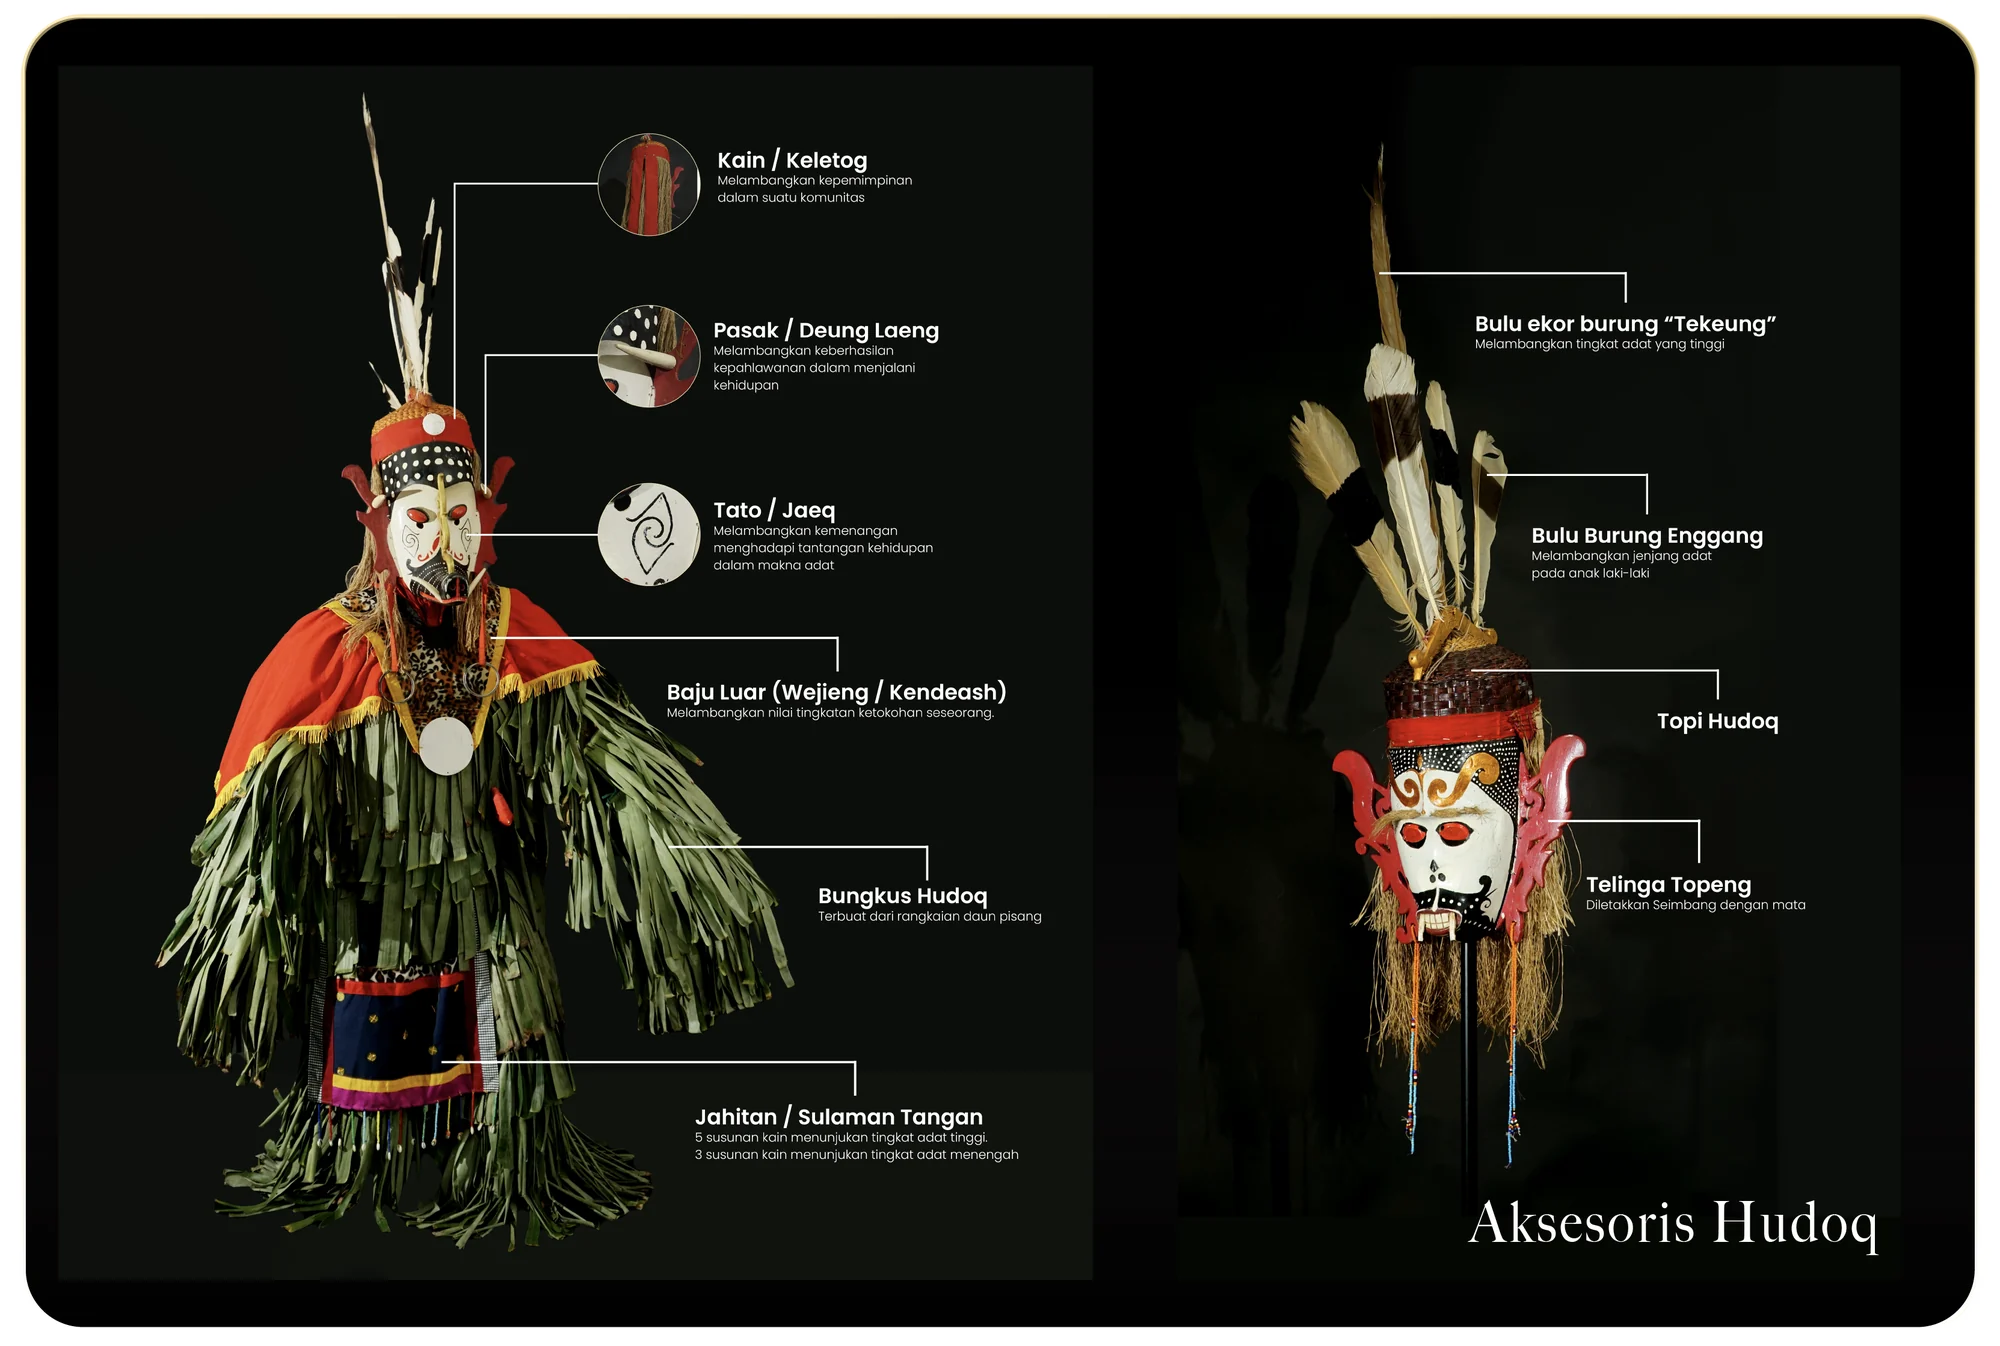 Kain / Keletog
Melambangkan kepemimpinan
dalam suatu komunitas
Pasak / Deung Laeng
Melambangkan keberhasilan
kepahlawanan dalam menjalani
kehidupan
Tato / Jaeq
Melambangkan kemenangan
menghadapi tantangan kehidupan
dalam makna adat
Baju Luar (Wejieng / Kendeash)
Melambangkan nilai tingkatan ketokohan seseorang.
Bungkus Hudoq
Terbuat dari rangkaian daun pisang
Jahitan / Sulaman Tangan
5 susunan kain menunjukan tingkat adat tinggi.
3 susunan kain menunjukan tingkat adat menengah
Bulu ekor burung “Tekeung”
Melambangkan tingkat adat yang tinggi
Bulu Burung Enggang
Melambangkan jenjang adat
pada anak laki-laki
Topi Hudoq
Telinga Topeng
Diletakkan Seimbang dengan mata
Aksesoris Hudoq